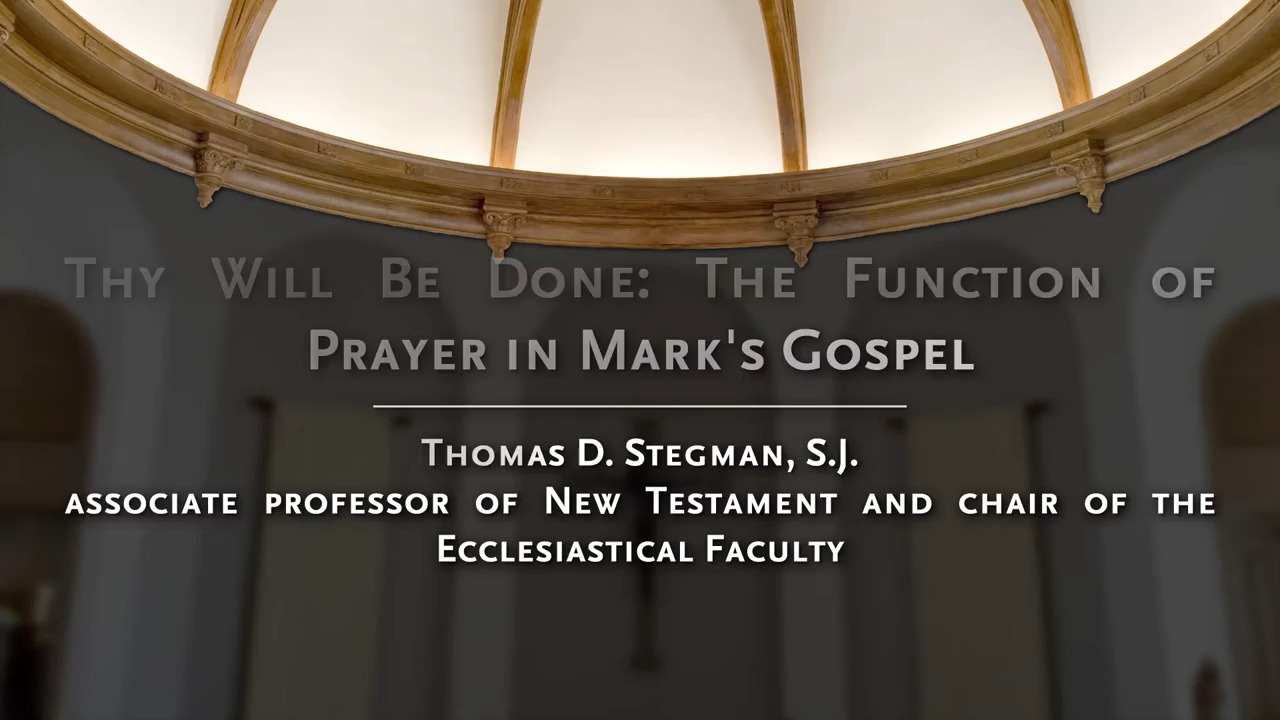 Thy Will Be Done: The Function of
Prayer in Mark's Gospel
Thomas D. Stegman, S.J.
associate professor of New Testament and chair of the
Ecclesiastical Faculty